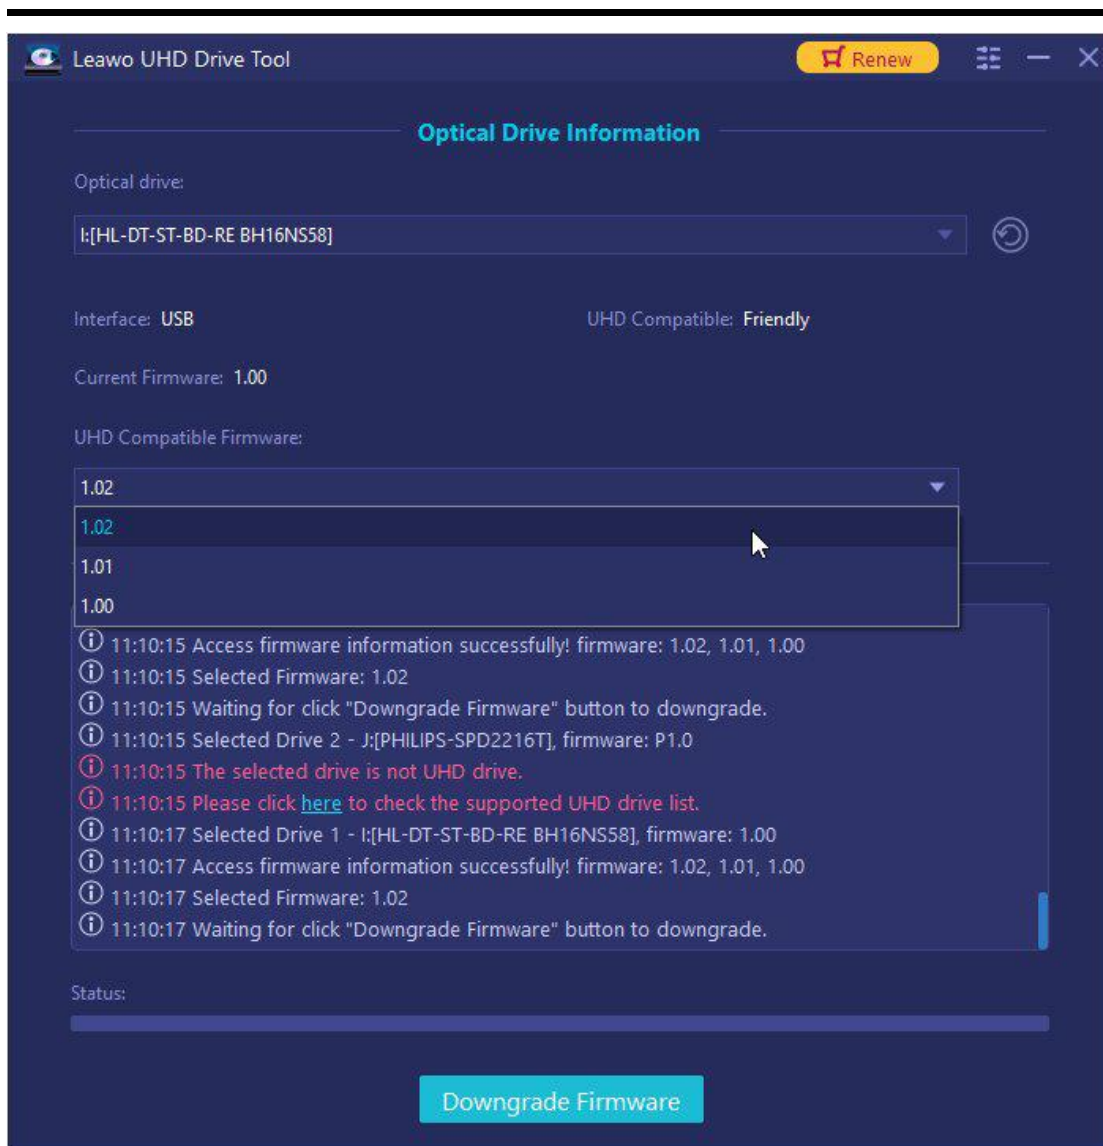 Leawo UHD Drive Tool
Renew
Optical Drive Information
Optical drive:
I:[HL-DT-ST-BD-RE BH16NS58]
Interface: USB
UHD Compatible: Friendly
Current Firmware: 1.00
UHD Compatible Firmware:
1.02
1.02
1.01
1.00
11:10:15 Access firmware information successfully! firmware: 1.02, 1.01, 1.00
11:10:15 Selected Firmware: 1.02
11:10:15 Waiting for click "Downgrade Firmware" button to downgrade.
11:10:15 Selected Drive 2 - J:[PHILIPS-SPD2216T], firmware: P1.0
11:10:15 The selected drive is not UHD drive.
11:10:15 Please click here to check the supported UHD drive list.
11:10:17 Selected Drive 1 - I:[HL-DT-ST-BD-RE BH16NS58], firmware: 1.00
11:10:17 Access firmware information successfully! firmware: 1.02, 1.01, 1.00
11:10:17 Selected Firmware: 1.02
11:10:17 Waiting for click "Downgrade Firmware" button to downgrade.
Status:
Downgrade Firmware